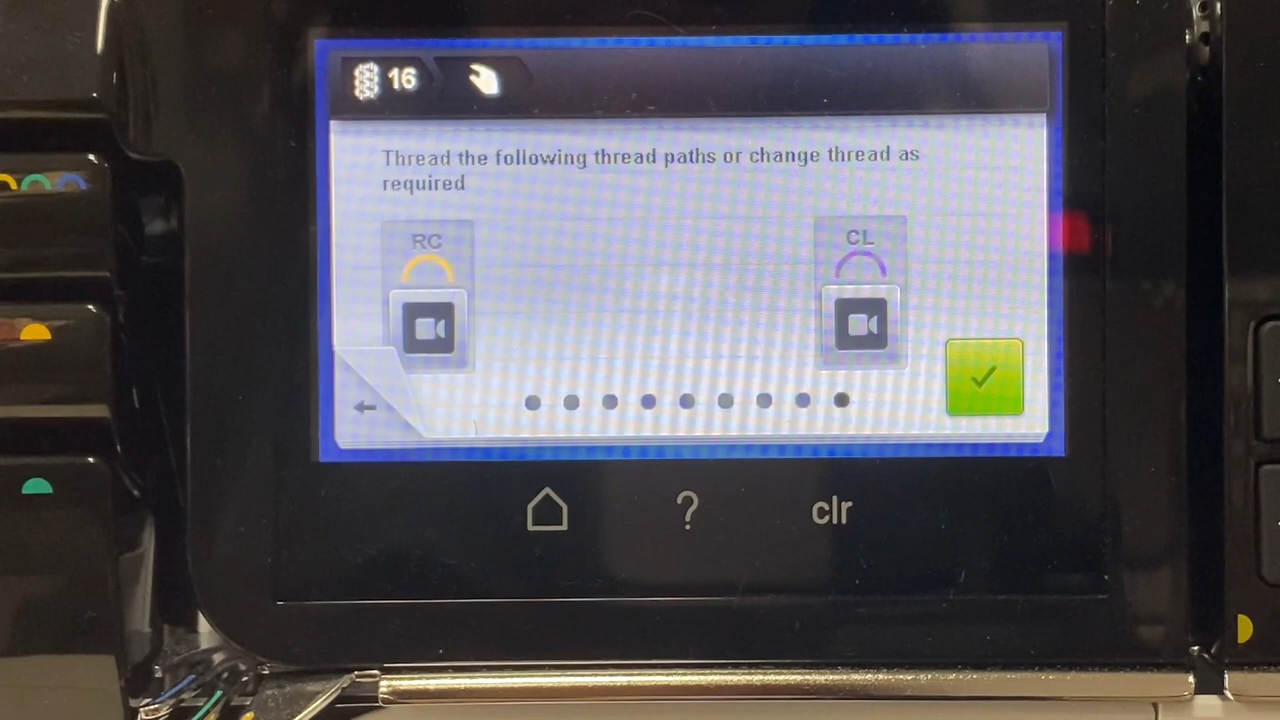 16
Thread the following thread paths or change thread as
required
RC
CL
?
clr